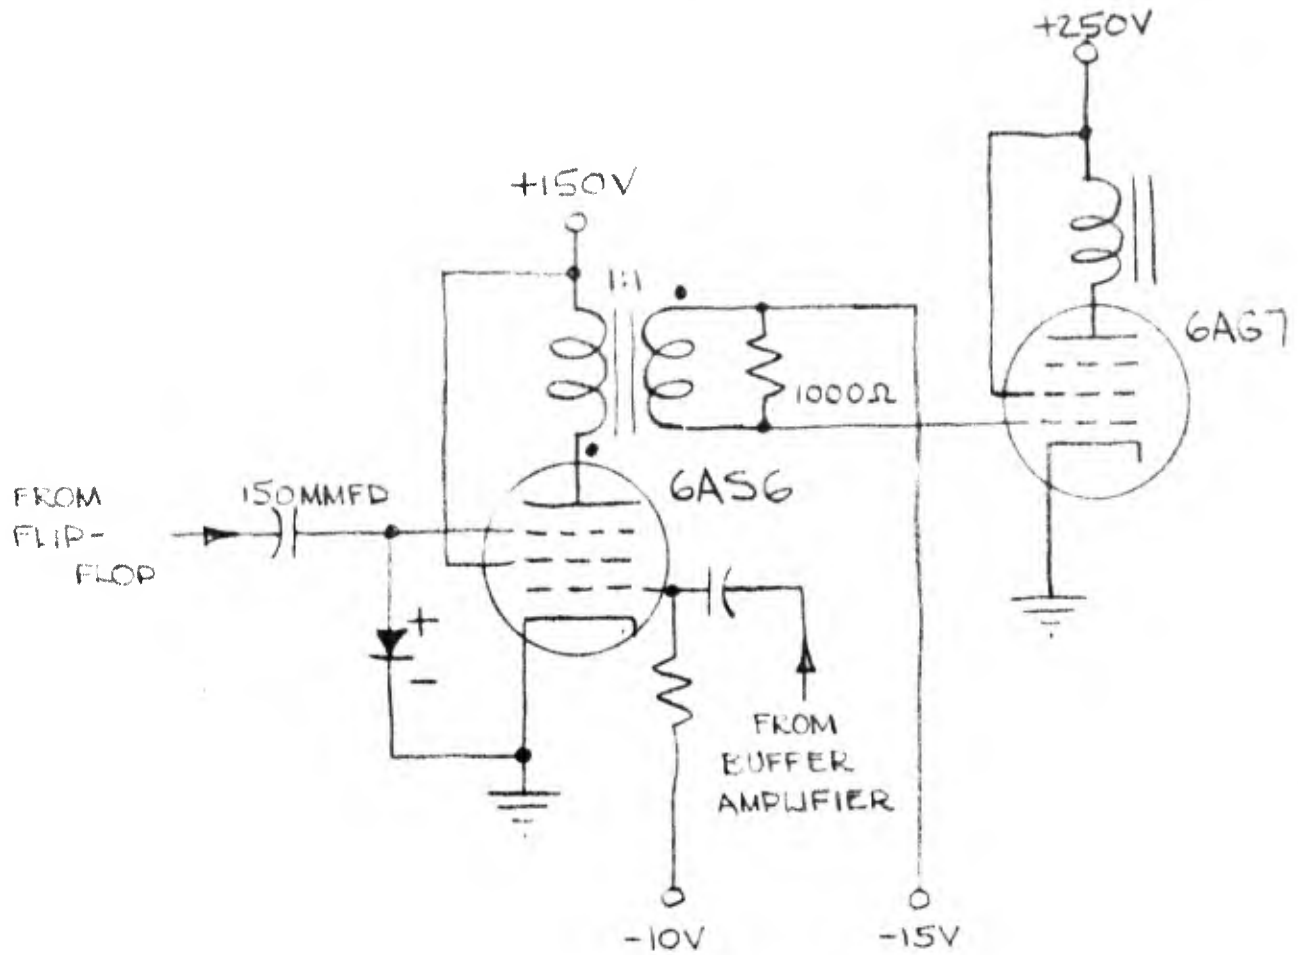 +250V
+150V
1:1
6AG7
1000Ω
6AS6
150MMFD
FROM
FLIP-
FLOP
+
-
FROM
BUFFER
AMPLIFIER
-10V
-15V